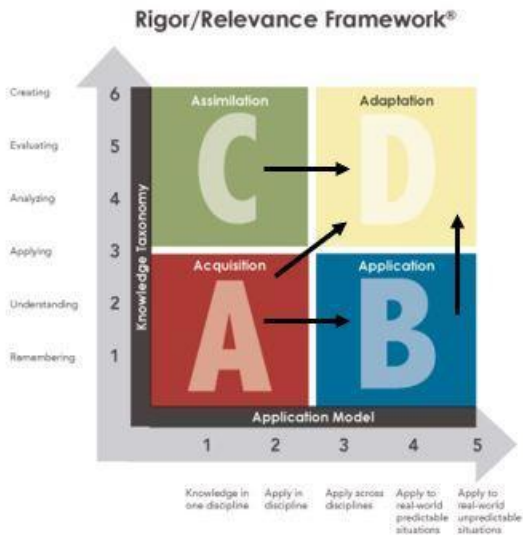 Rigor/Relevance Framework®
Creating 6
Evaluating 5
Analyzing 4
Applying 3
Understanding 2
Remembering 1
Knowledge Taxonomy
Assimilation
C
Adaptation
D
Acquisition
A
Application
B
Application Model
1 2 3 4 5
Knowledge in
one discipline
Apply in
discipline
Apply across
disciplines
Apply to
real-world
predictable
situations
Apply to
real-world
unpredictable
situations